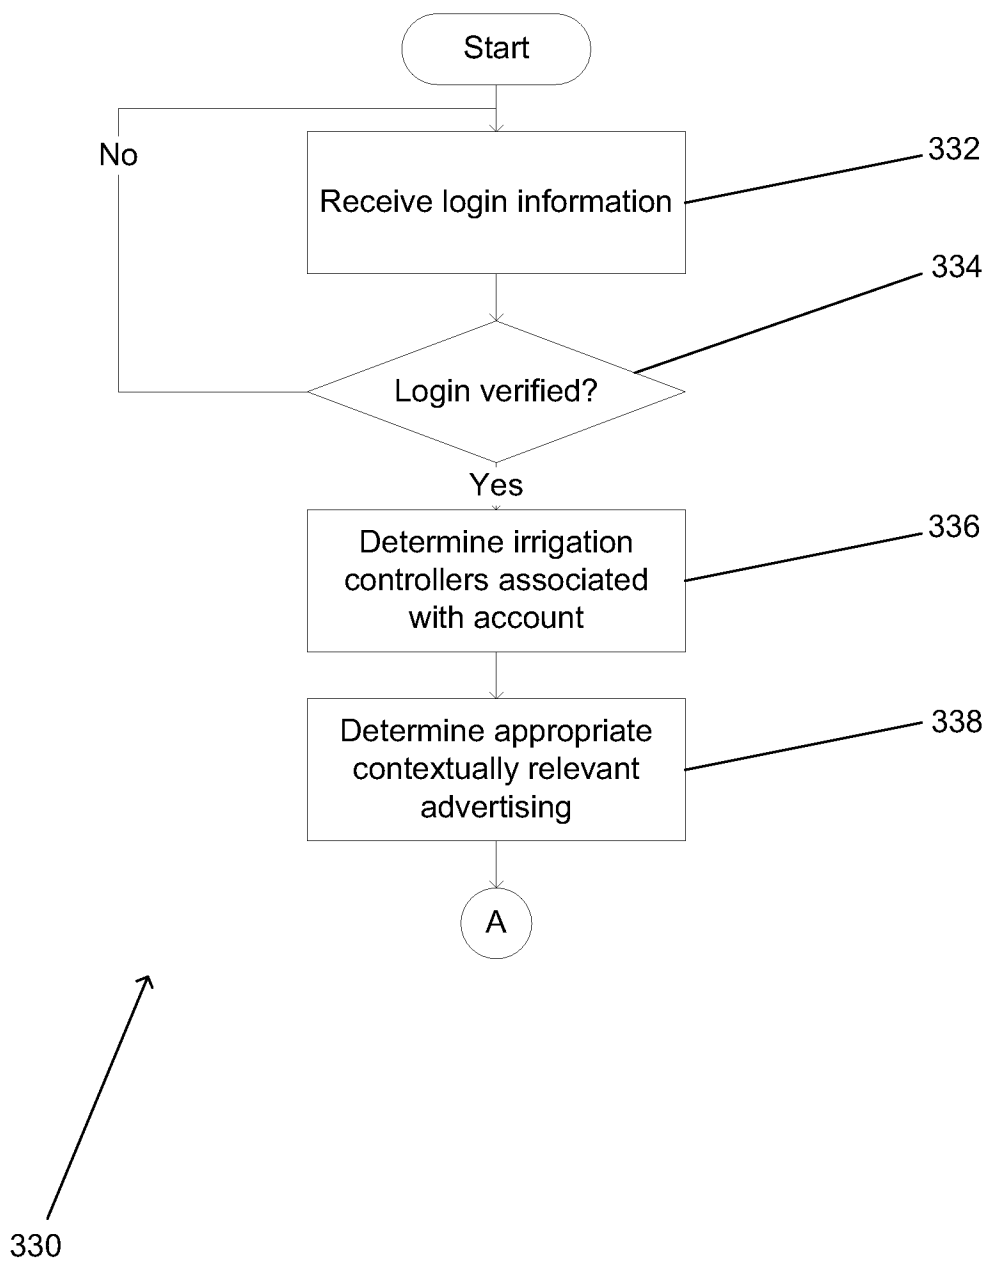 Start
No
332
Receive login information
334
Login verified?
Yes
336
Determine irrigation
controllers associated
with account
338
Determine appropriate
contextually relevant
advertising
A
330